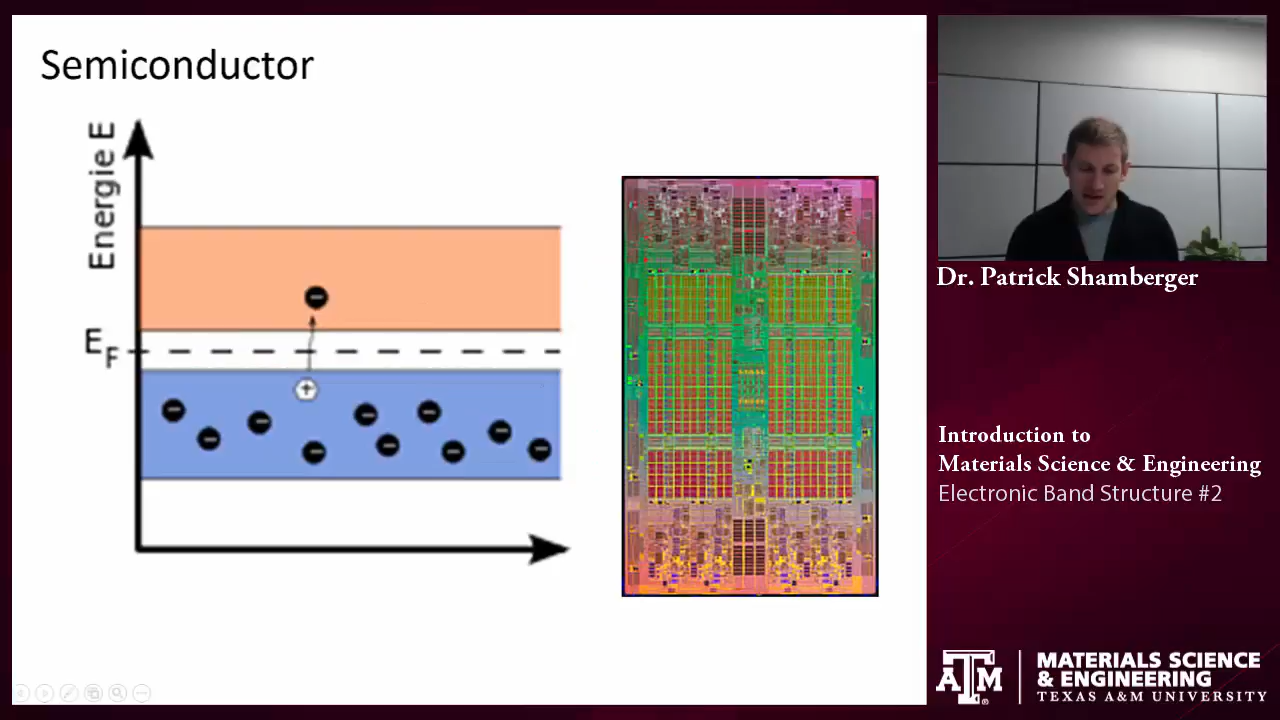 Semiconductor
Energie E
E_F
Dr. Patrick Shamberger
Introduction to
Materials Science & Engineering
Electronic Band Structure #2
A|M
MATERIALS SCIENCE
& ENGINEERING
TEXAS A&M UNIVERSITY